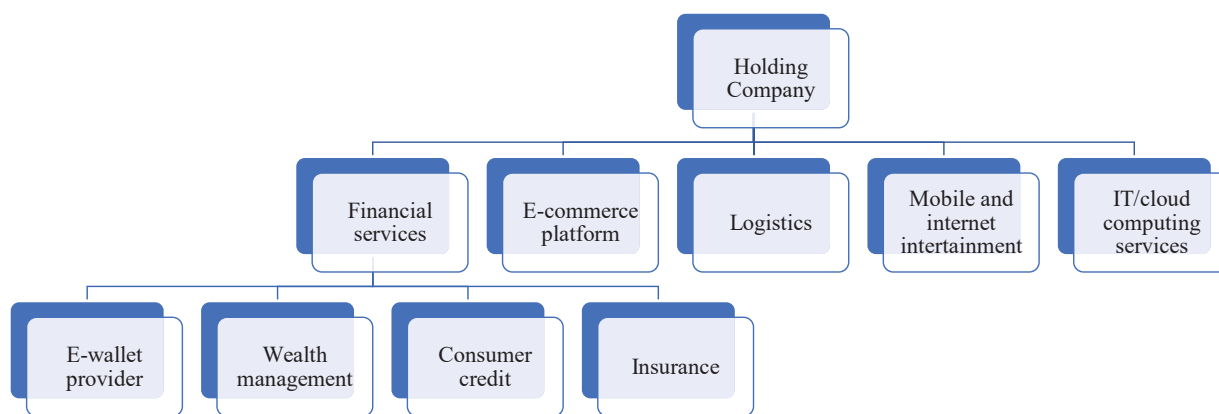 Holding
Company
Financial
services
E-commerce
platform
Logistics
Mobile and
internet
intertainment
IT/cloud
computing
services
E-wallet
provider
Wealth
management
Consumer
credit
Insurance